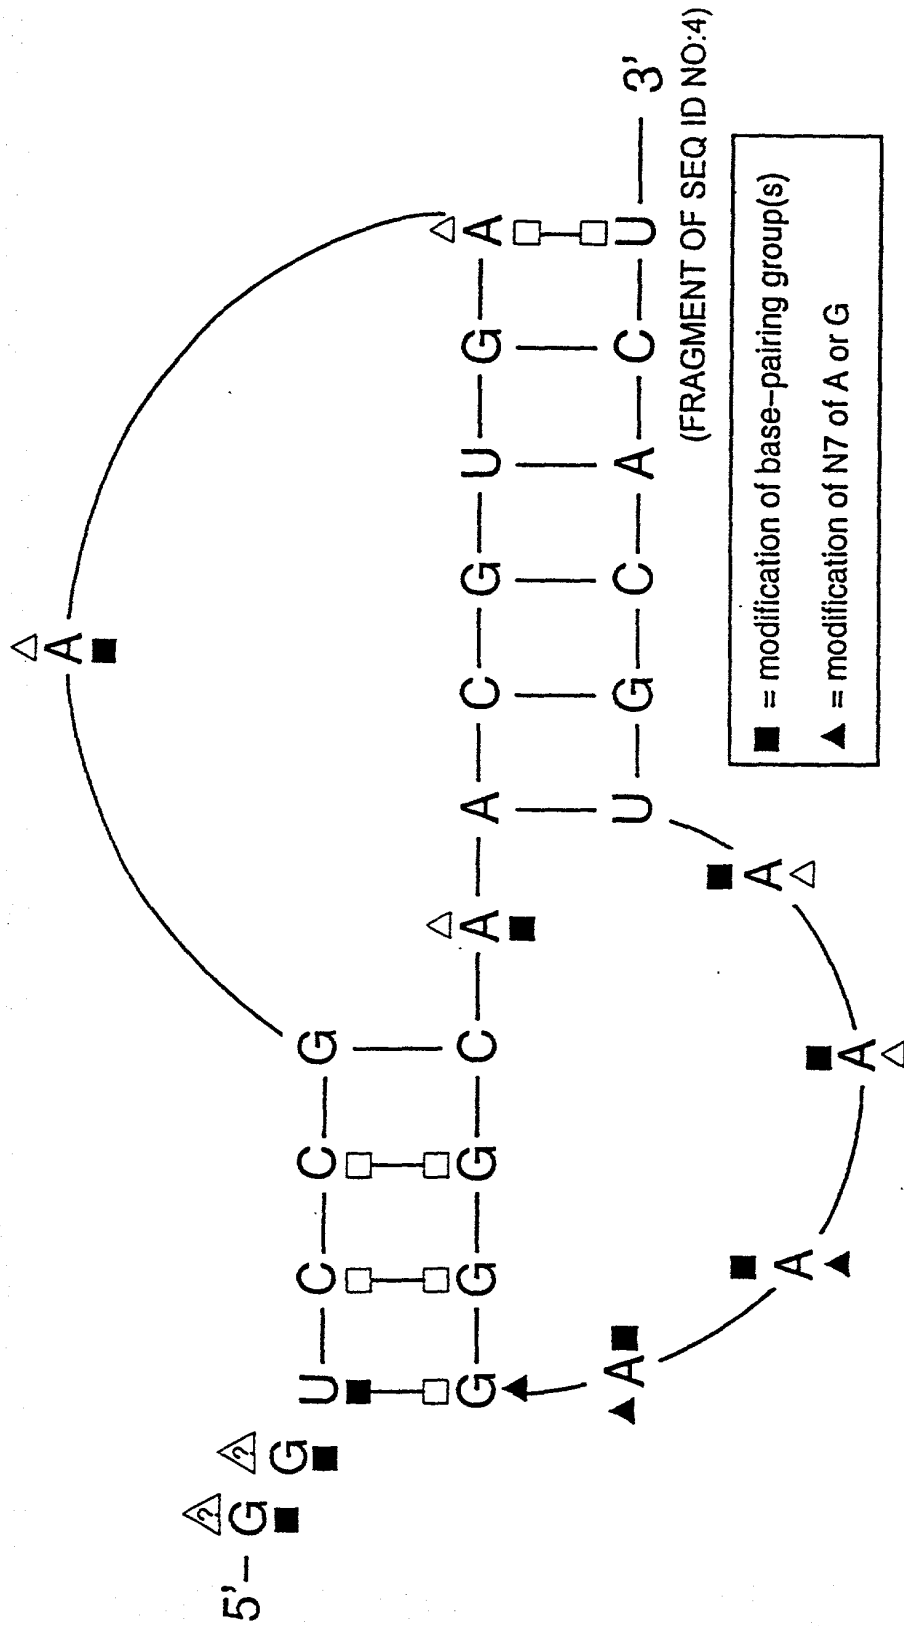 A
? ?
5'– G G
U C C G
G G G C A A C G U G A
A U G C A C U 3'
(FRAGMENT OF SEQ ID NO:4)
A A A
■ = modification of base–pairing group(s)
▲ = modification of N7 of A or G